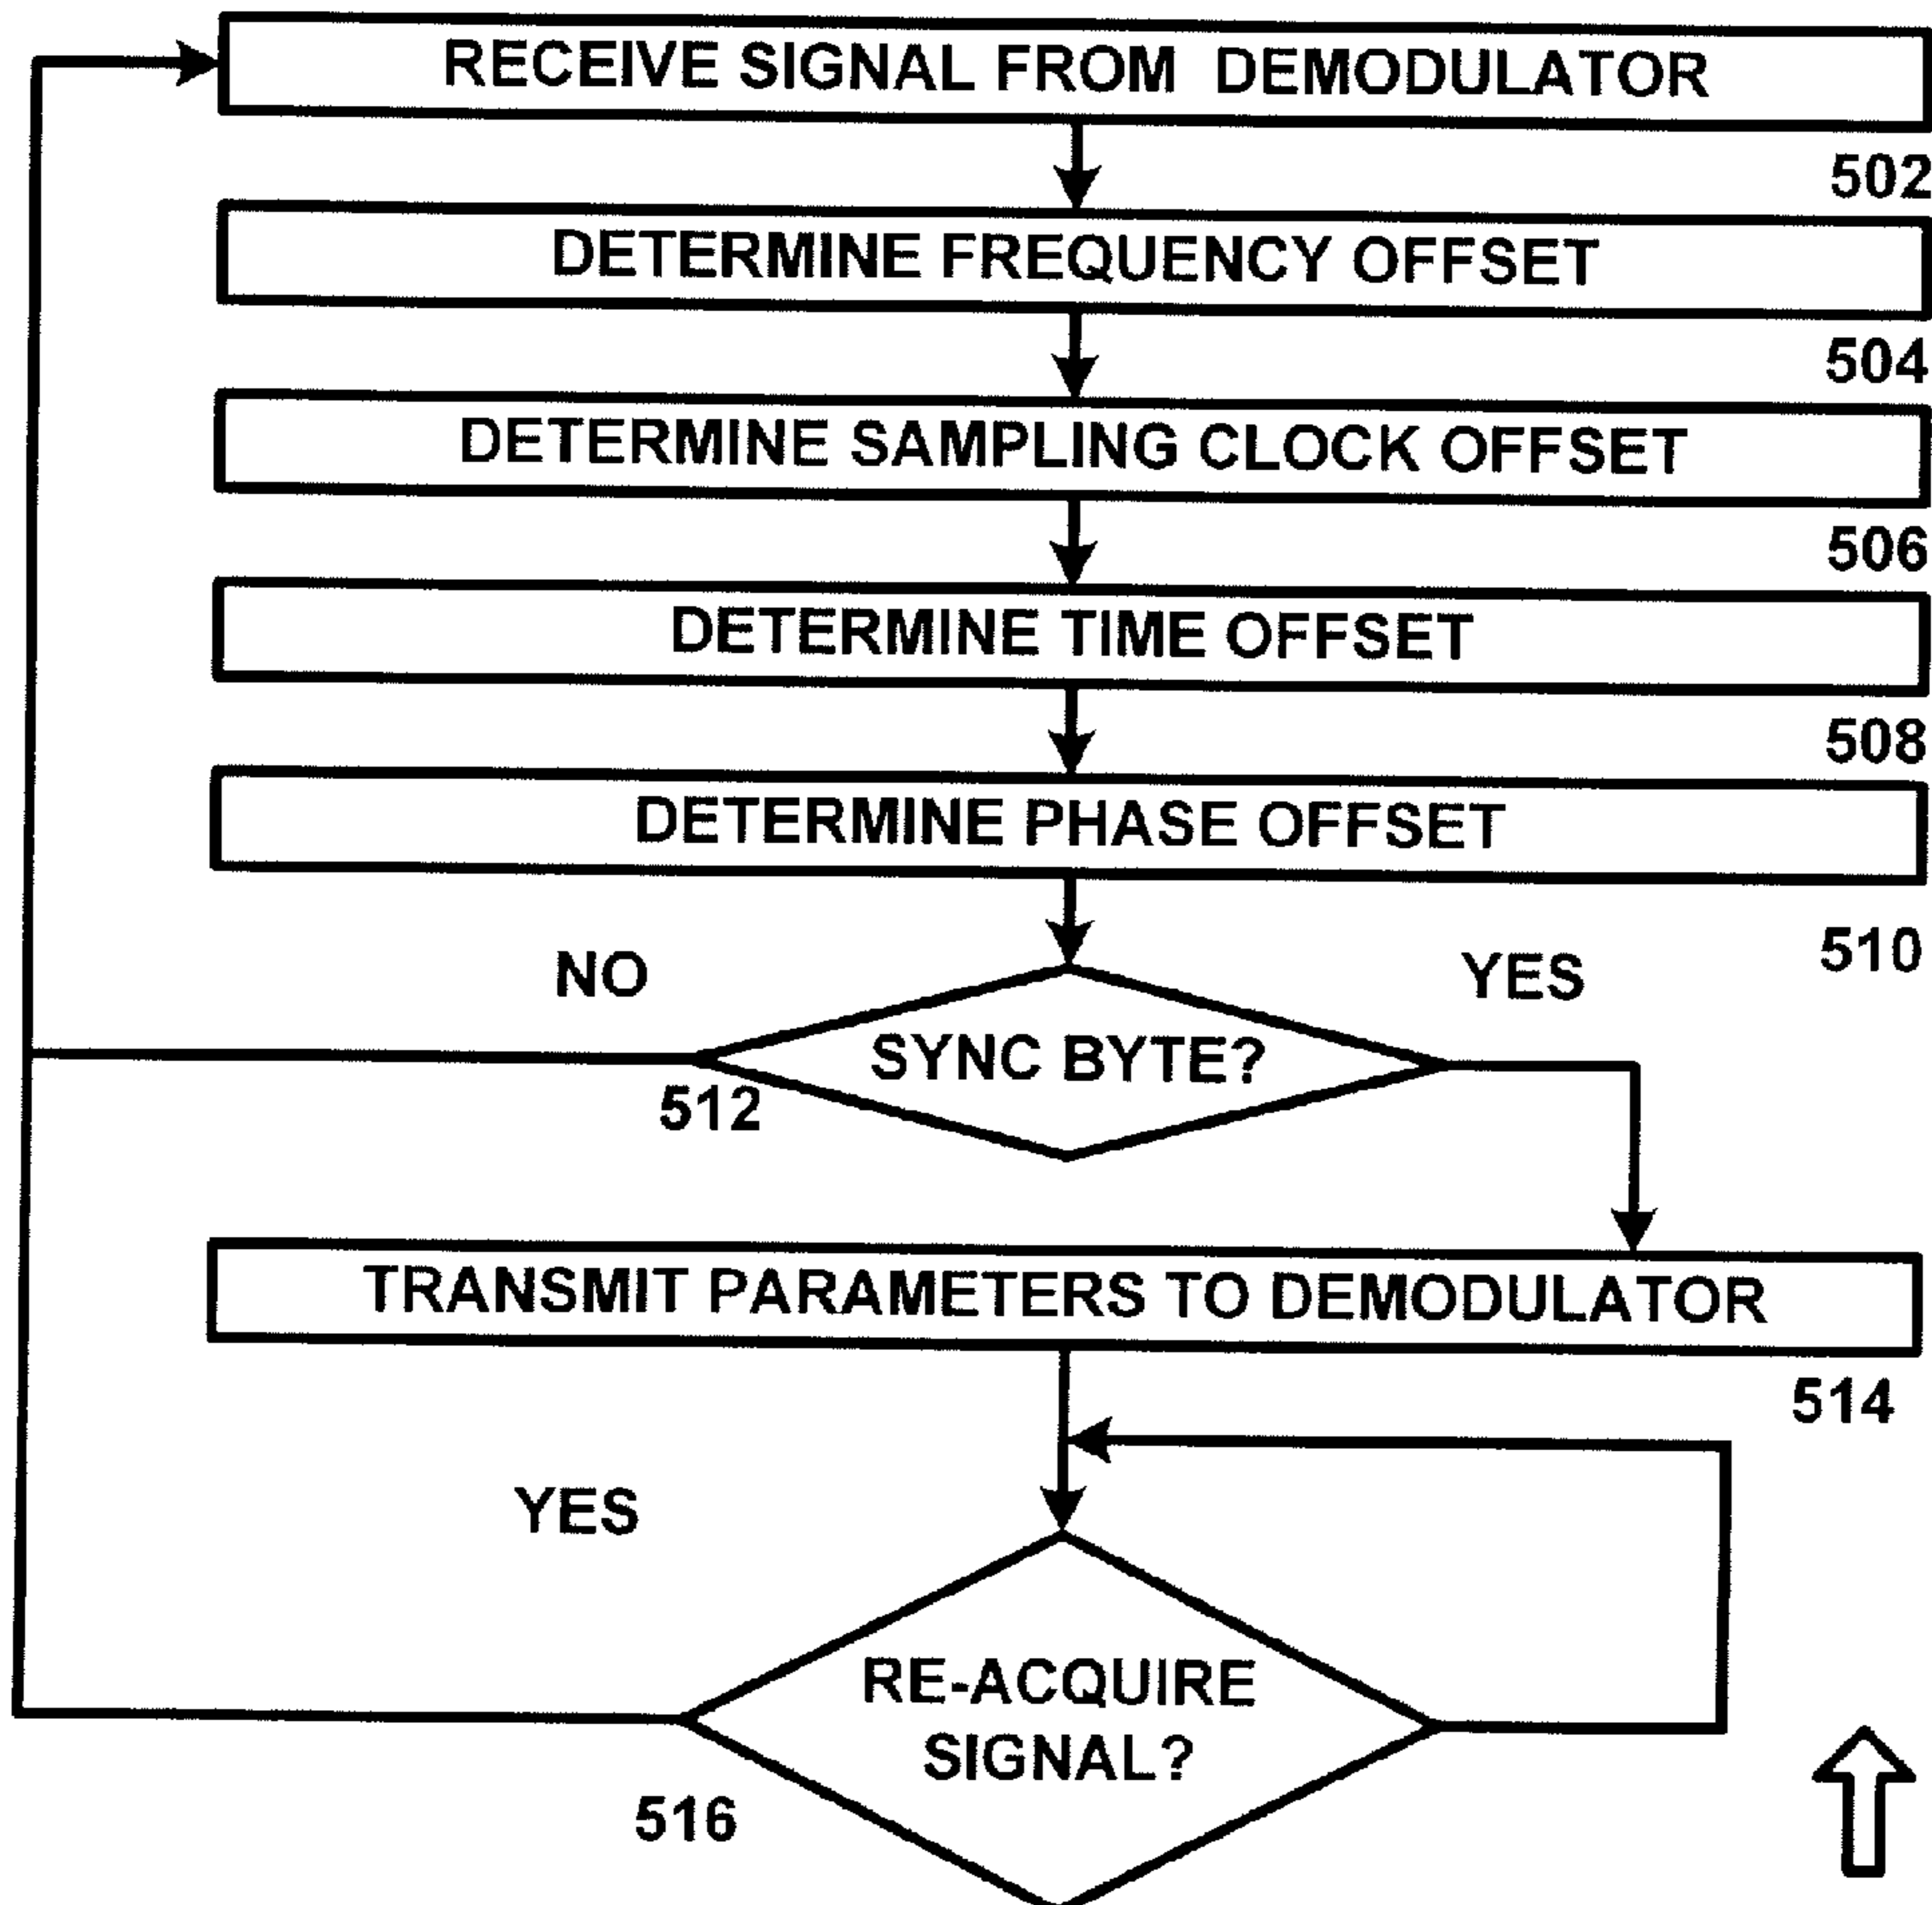 RECEIVE SIGNAL FROM DEMODULATOR
502
DETERMINE FREQUENCY OFFSET
504
DETERMINE SAMPLING CLOCK OFFSET
506
DETERMINE TIME OFFSET
508
DETERMINE PHASE OFFSET
510
NO
YES
SYNC BYTE?
512
TRANSMIT PARAMETERS TO DEMODULATOR
514
YES
RE-ACQUIRE
SIGNAL?
516